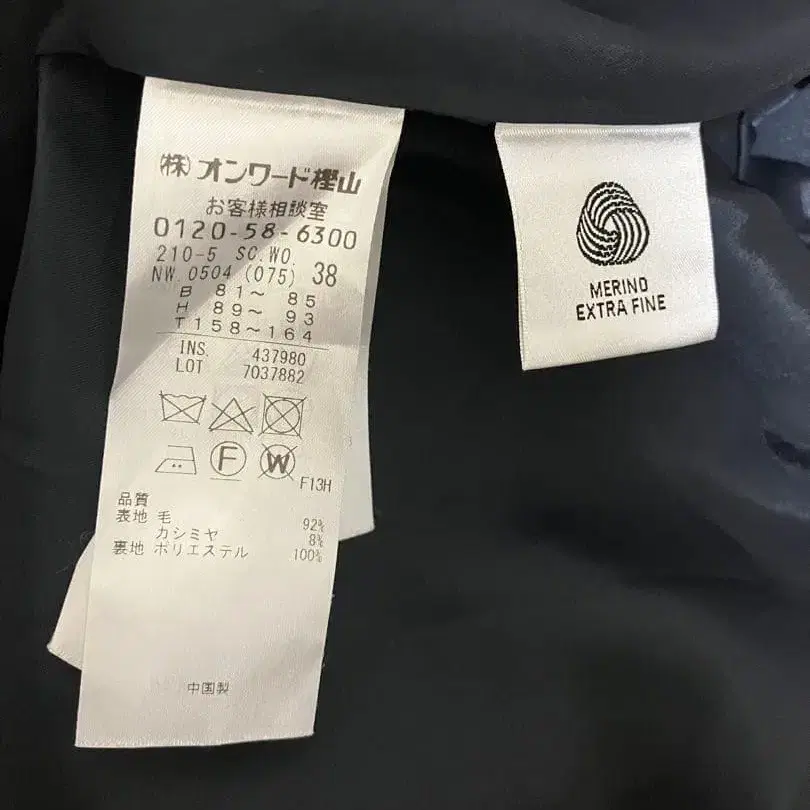 (株)オンワード樫山
お客様相談室
0120-58-6300
210-5 SC.WO.
NW.0504 (075) 38
B 81～ 85
H 89～ 93
T 158～164
INS. 437980
LOT 7037882
F W
F13H
品質
表地 毛 92%
カシミヤ 8%
裏地 ポリエステル 100%
中国製
MERINO
EXTRA FINE